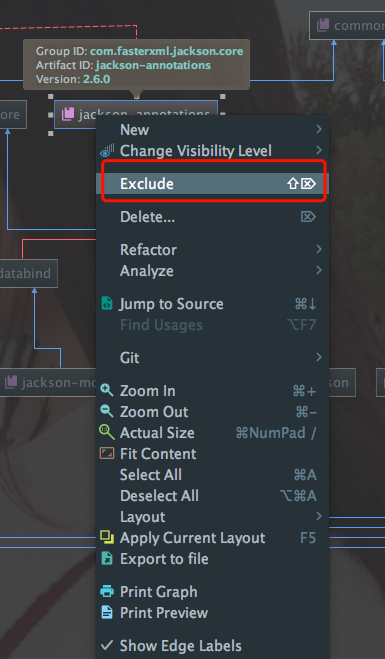 common
Group ID: com.fasterxml.jackson.core
Artifact ID: jackson-annotations
Version: 2.6.0
ore
jackson-annotations
New
Change Visibility Level
Exclude ⇧⌦
Delete... ⌦
Refactor
Analyze
databind
Jump to Source ⌘↓
Find Usages ⌥F7
Git
jackson-mo
son
Zoom In ⌘+
Zoom Out ⌘-
Actual Size ⌘NumPad /
Fit Content
Select All ⌘A
Deselect All ⌥⌘A
Layout
Apply Current Layout F5
Export to file
Print Graph
Print Preview
Show Edge Labels